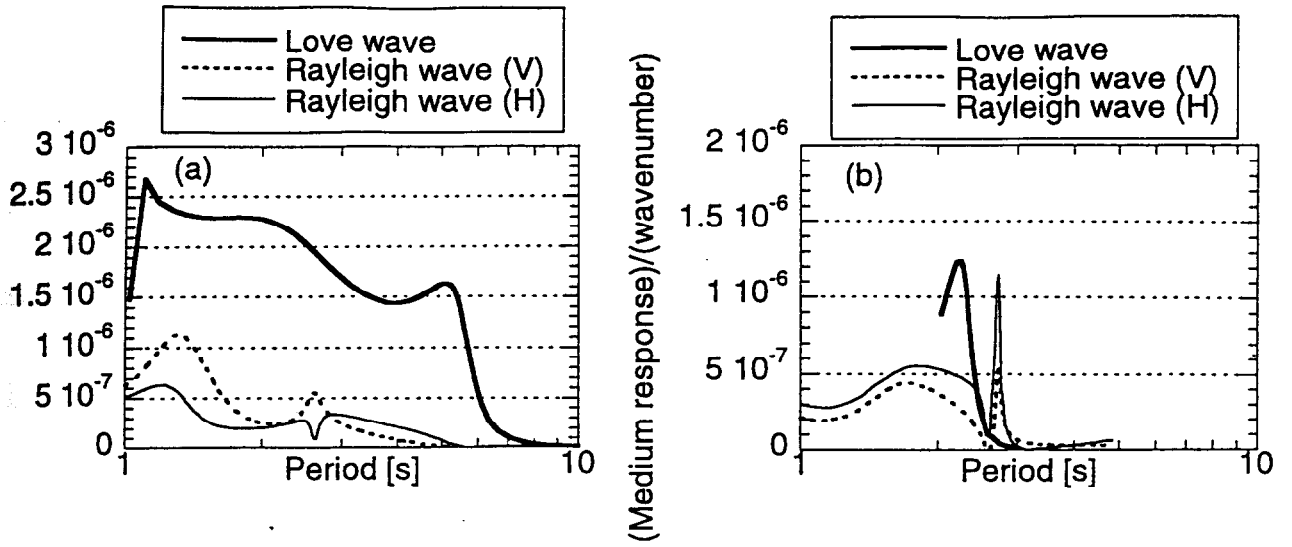 Love wave
Rayleigh wave (V)
Rayleigh wave (H)
3 10-6
2.5 10-6
2 10-6
1.5 10-6
1 10-6
5 10-7
0
(a)
1
Period [s]
10
(Medium response)/(wavenumber)
Love wave
Rayleigh wave (V)
Rayleigh wave (H)
2 10-6
1.5 10-6
1 10-6
5 10-7
0
(b)
1
Period [s]
10